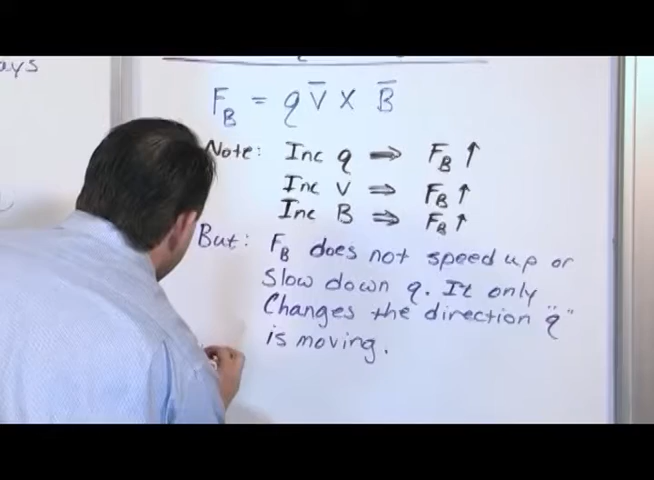 ays
F_B = q v̅ × B̅
Note: Inc q ⇒ F_B ↑
Inc v ⇒ F_B ↑
Inc B ⇒ F_B ↑
But: F_B does not speed up or
Slow down q. It only
Changes the direction "q"
is moving.